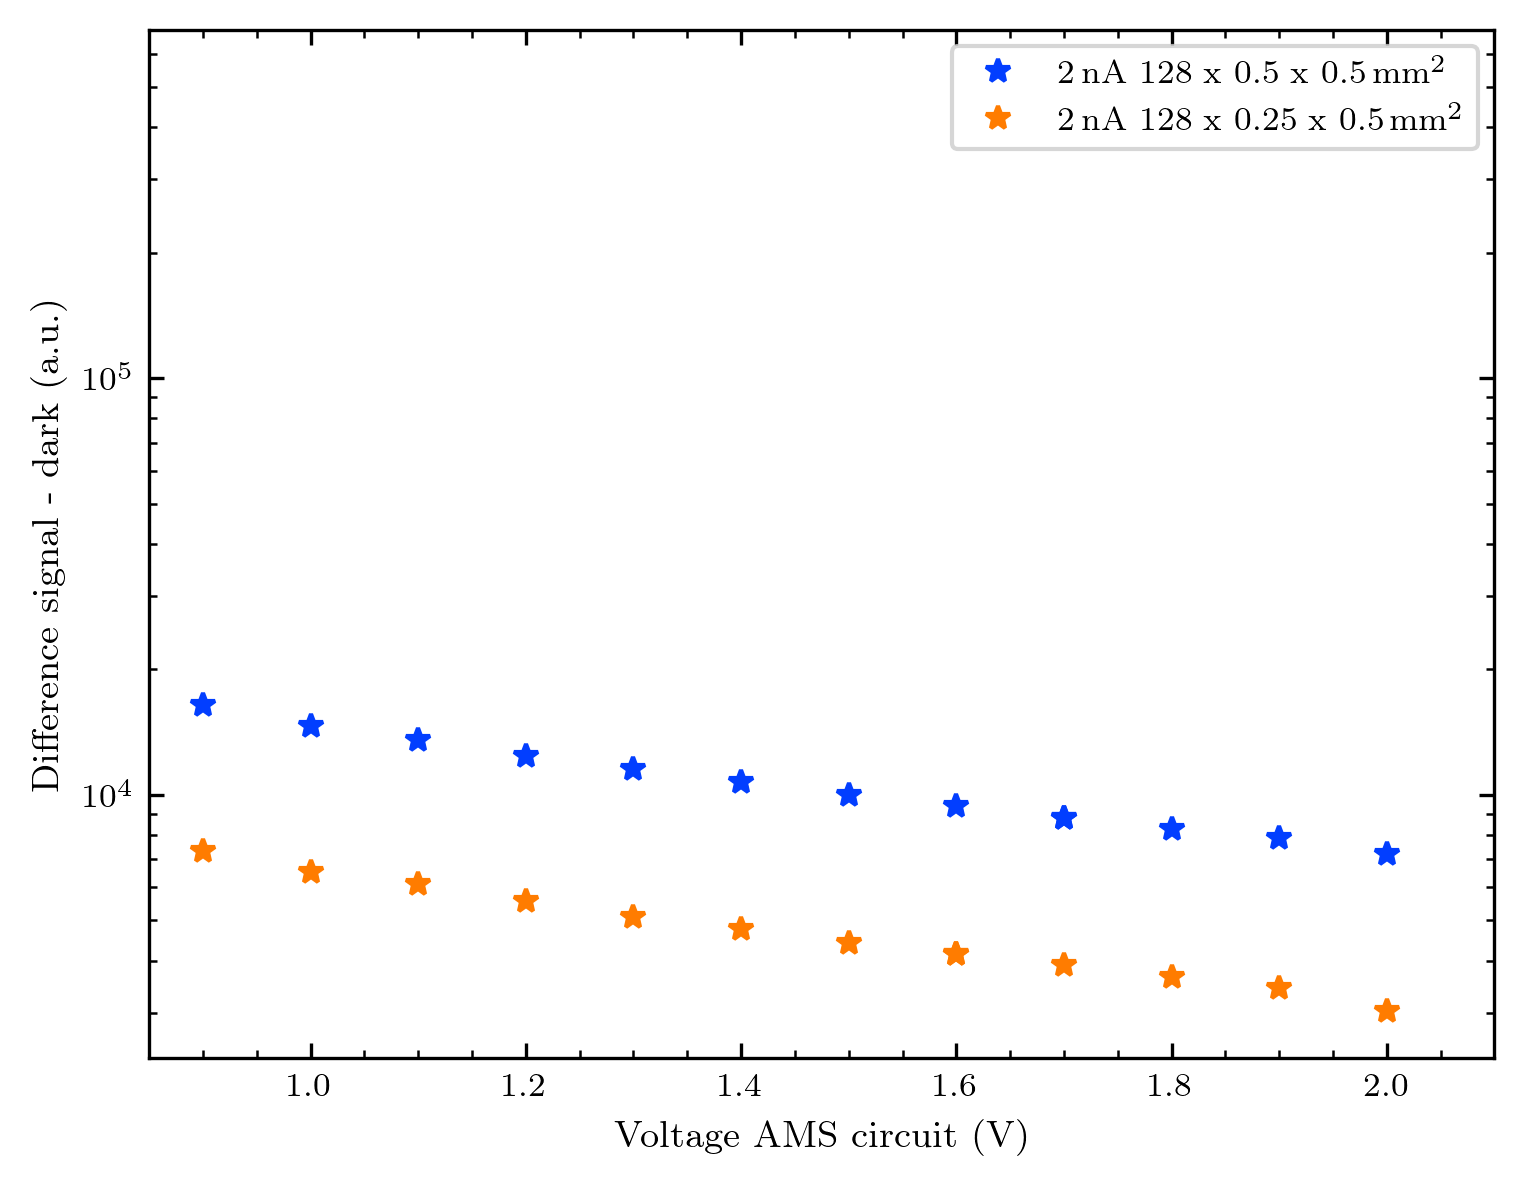 2 nA 128 x 0.5 x 0.5 mm²
2 nA 128 x 0.25 x 0.5 mm²
Difference signal - dark (a.u.)
10⁵
10⁴
1.0 1.2 1.4 1.6 1.8 2.0
Voltage AMS circuit (V)